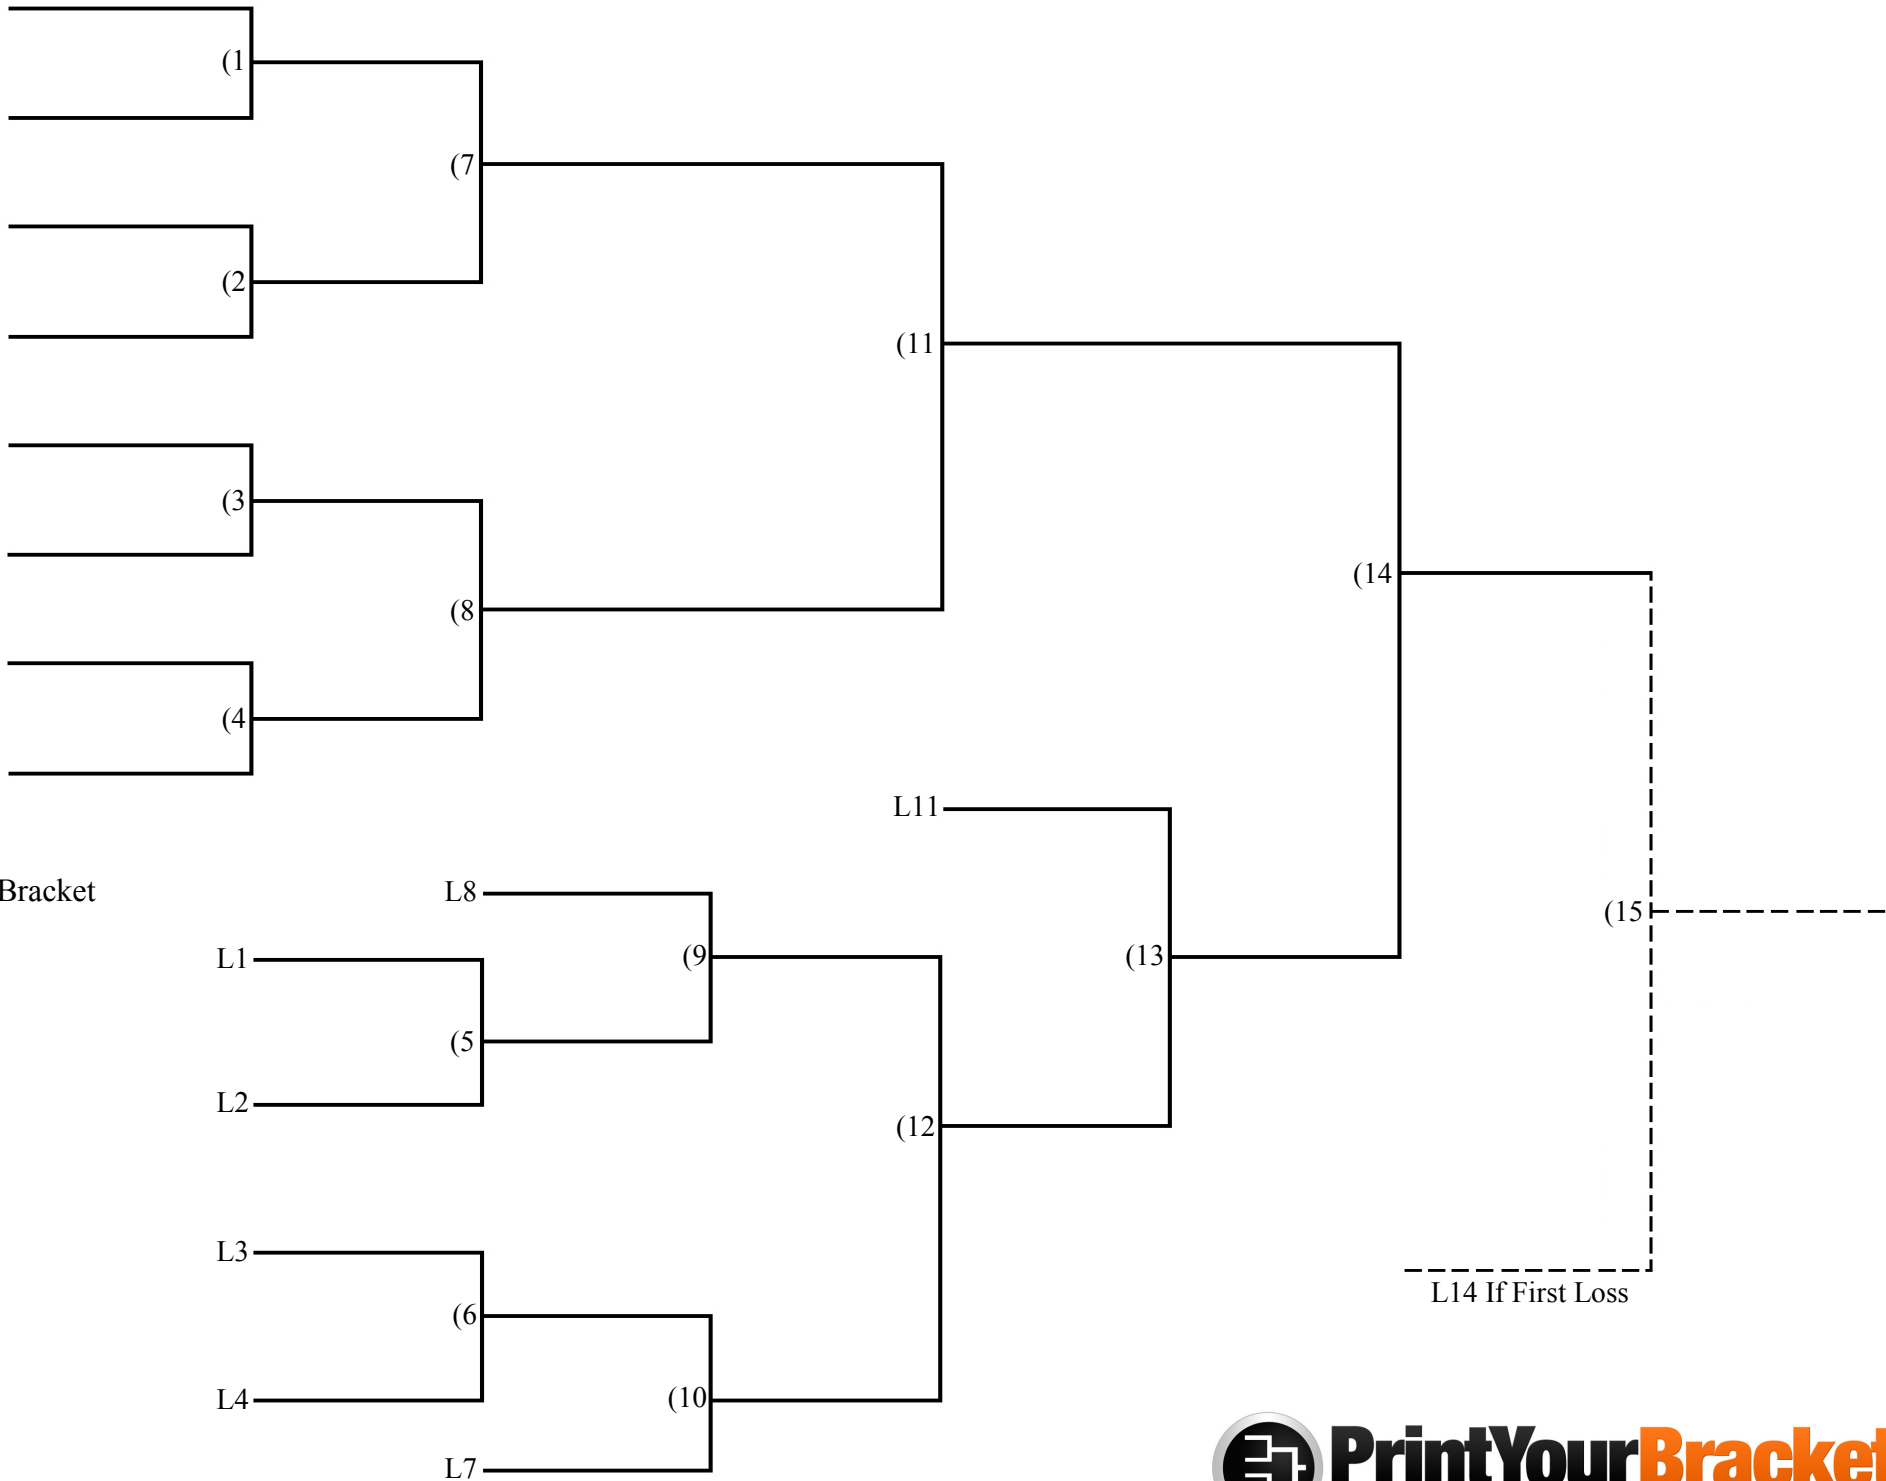 (1
(7
(2
(11
(3
(14
(8
(4
L11
Bracket
L8
(15
L1
(9
(13
(5
L2
(12
L3
L14 If First Loss
(6
L4
(10
L7
PrintYourBracket